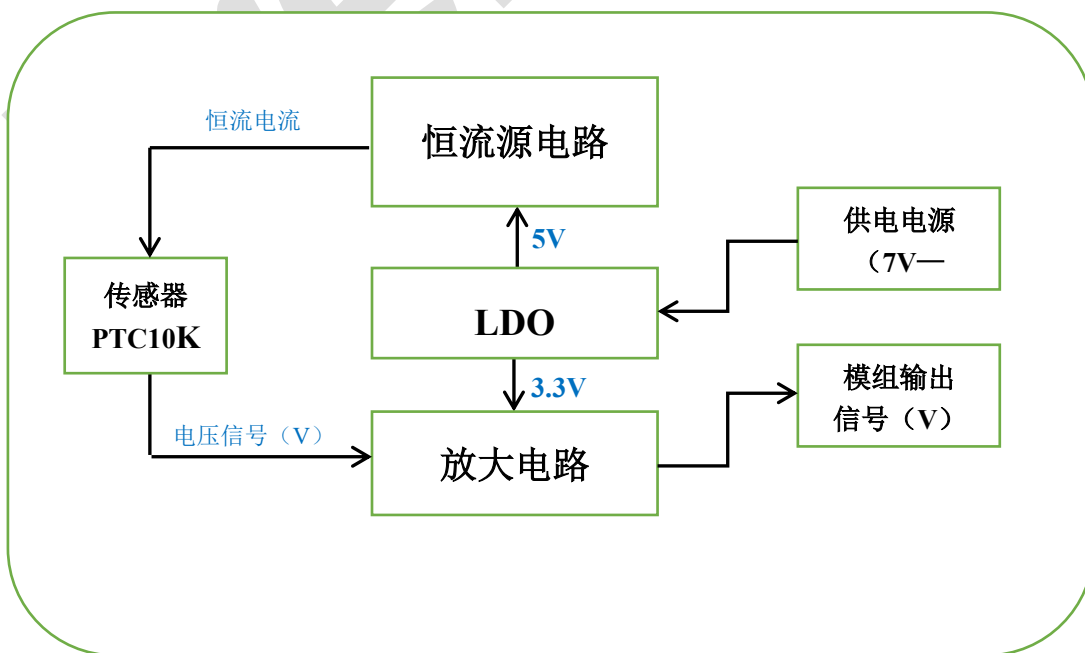 恒流电流
恒流源电路
供电电源
（7V—
5V
传感器
PTC10K
LDO
3.3V
模组输出
信号（V）
电压信号（V）
放大电路